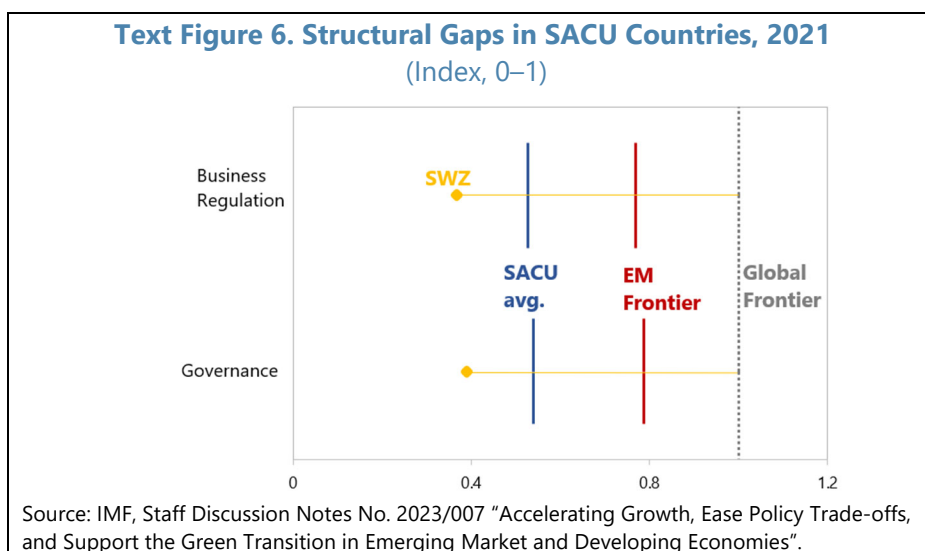 Text Figure 6. Structural Gaps in SACU Countries, 2021
(Index, 0–1)
Business
Regulation
SWZ
SACU
avg.
EM
Frontier
Global
Frontier
Governance
0
0.4
0.8
1.2
Source: IMF, Staff Discussion Notes No. 2023/007 “Accelerating Growth, Ease Policy Trade-offs,
and Support the Green Transition in Emerging Market and Developing Economies”.